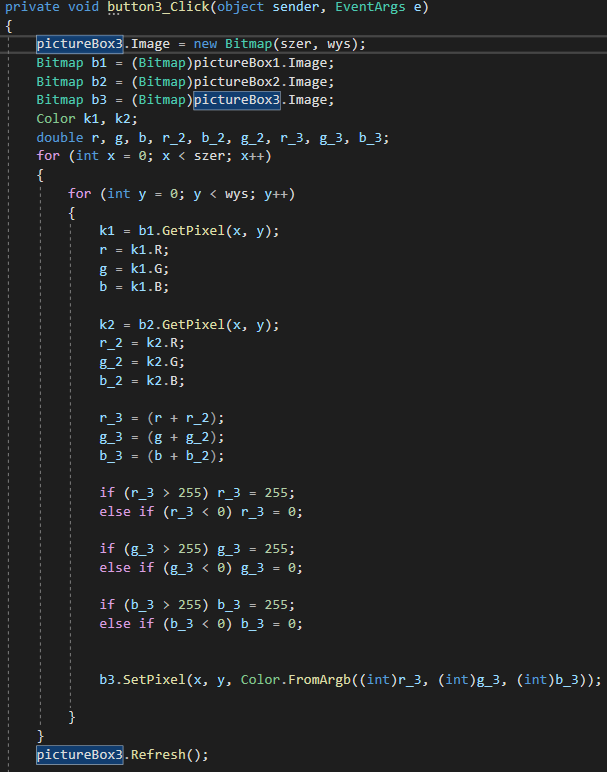 private void button3_Click(object sender, EventArgs e)
{
pictureBox3.Image = new Bitmap(szer, wys);
Bitmap b1 = (Bitmap)pictureBox1.Image;
Bitmap b2 = (Bitmap)pictureBox2.Image;
Bitmap b3 = (Bitmap)pictureBox3.Image;
Color k1, k2;
double r, g, b, r_2, b_2, g_2, r_3, g_3, b_3;
for (int x = 0; x < szer; x++)
{
for (int y = 0; y < wys; y++)
{
k1 = b1.GetPixel(x, y);
r = k1.R;
g = k1.G;
b = k1.B;
k2 = b2.GetPixel(x, y);
r_2 = k2.R;
g_2 = k2.G;
b_2 = k2.B;
r_3 = (r + r_2);
g_3 = (g + g_2);
b_3 = (b + b_2);
if (r_3 > 255) r_3 = 255;
else if (r_3 < 0) r_3 = 0;
if (g_3 > 255) g_3 = 255;
else if (g_3 < 0) g_3 = 0;
if (b_3 > 255) b_3 = 255;
else if (b_3 < 0) b_3 = 0;
b3.SetPixel(x, y, Color.FromArgb((int)r_3, (int)g_3, (int)b_3));
}
}
pictureBox3.Refresh();